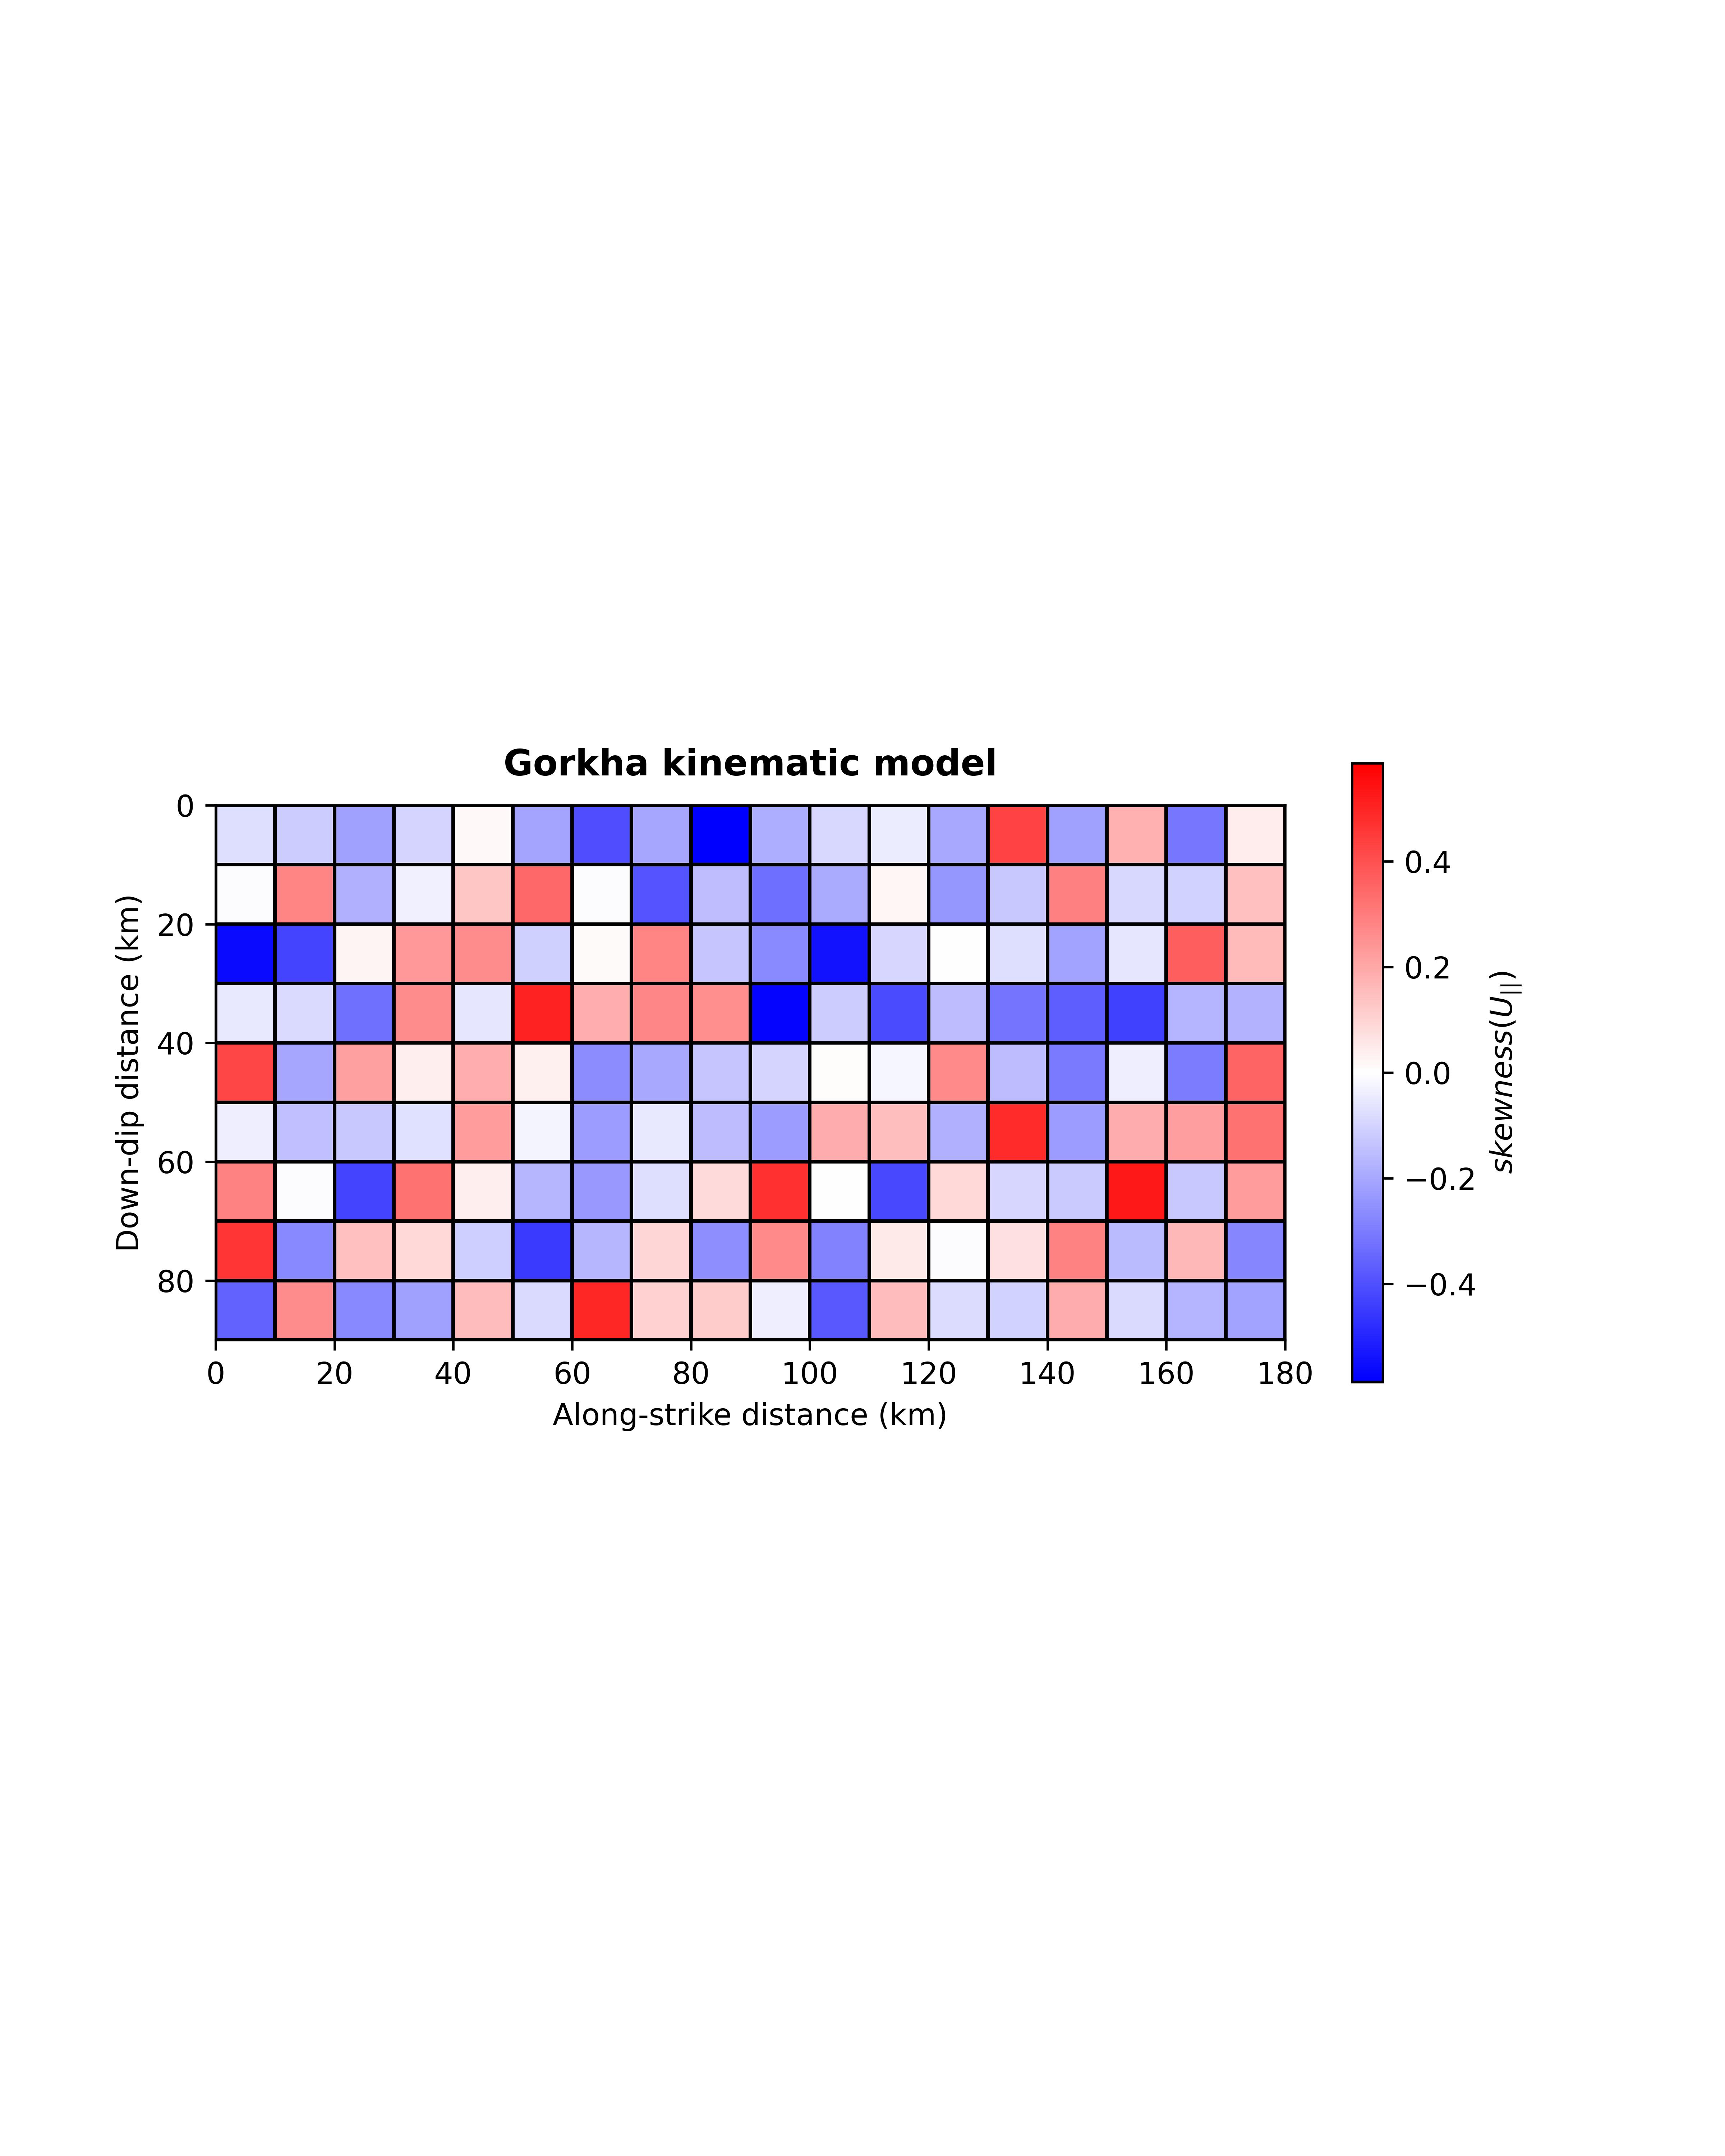 Gorkha kinematic model
0
20
40
60
80
Down-dip distance (km)
0 20 40 60 80 100 120 140 160 180
Along-strike distance (km)
0.4
0.2
0.0
−0.2
−0.4
skewness(U||)